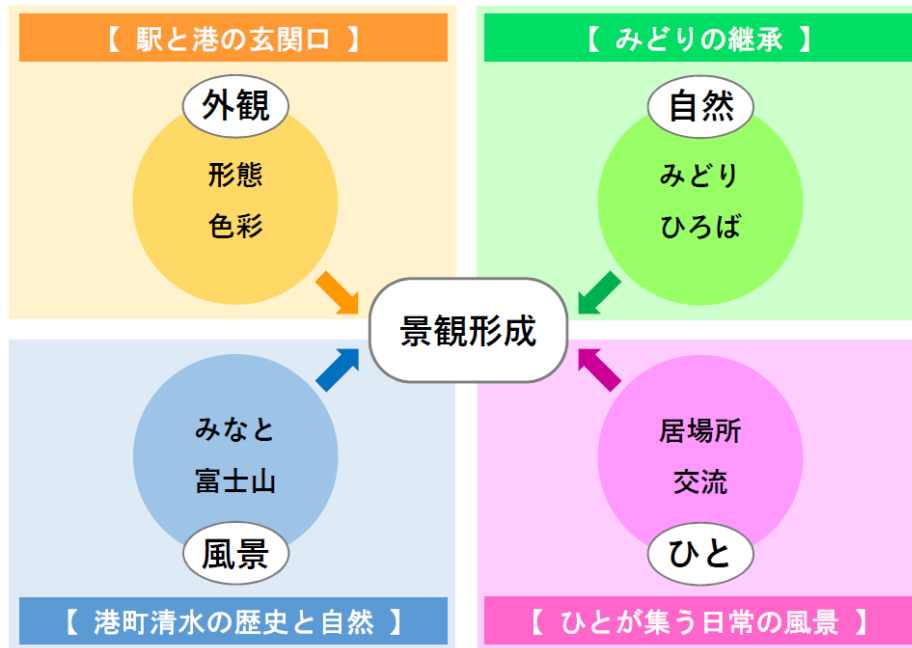 【 駅と港の玄関口 】
外観
形態
色彩
【 みどりの継承 】
自然
みどり
ひろば
景観形成
みなと
富士山
風景
【 港町清水の歴史と自然 】
居場所
交流
ひと
【 ひとが集う日常の風景 】